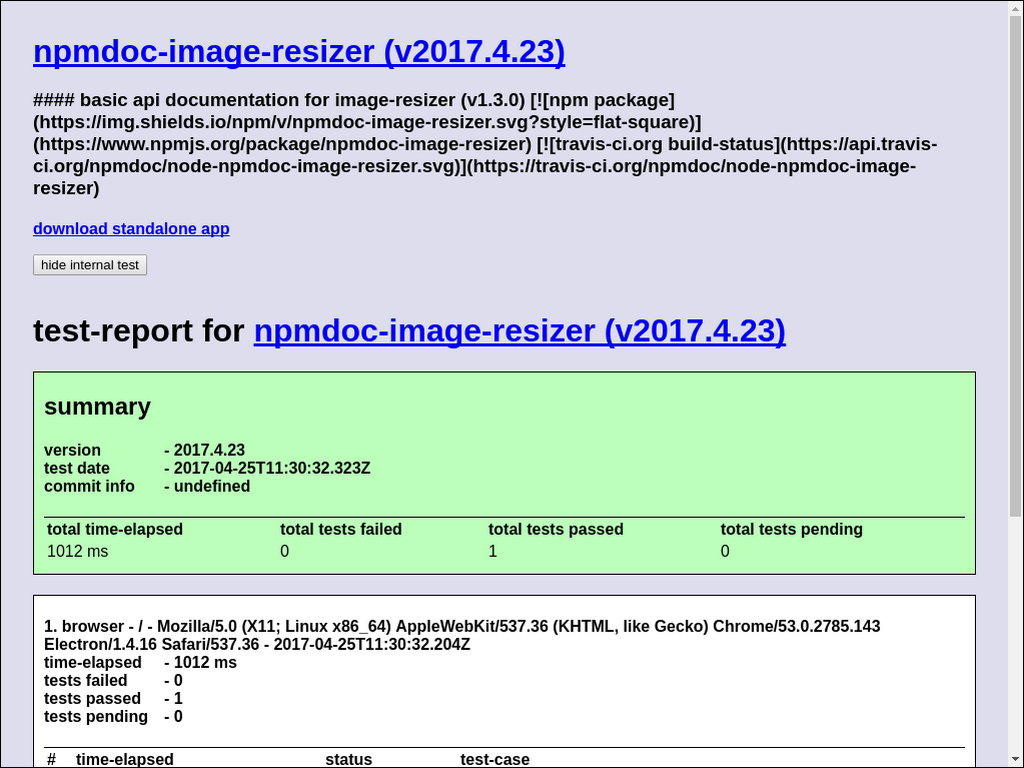 npmdoc-image-resizer (v2017.4.23)
#### basic api documentation for image-resizer (v1.3.0) [![npm package]
(https://img.shields.io/npm/v/npmdoc-image-resizer.svg?style=flat-square)]
(https://www.npmjs.org/package/npmdoc-image-resizer) [![travis-ci.org build-status](https://api.travis-
ci.org/npmdoc/node-npmdoc-image-resizer.svg)](https://travis-ci.org/npmdoc/node-npmdoc-image-
resizer)
download standalone app
hide internal test
test-report for npmdoc-image-resizer (v2017.4.23)
summary
version - 2017.4.23
test date - 2017-04-25T11:30:32.323Z
commit info - undefined
total time-elapsed total tests failed total tests passed total tests pending
1012 ms 0 1 0
1. browser - / - Mozilla/5.0 (X11; Linux x86_64) AppleWebKit/537.36 (KHTML, like Gecko) Chrome/53.0.2785.143
Electron/1.4.16 Safari/537.36 - 2017-04-25T11:30:32.204Z
time-elapsed - 1012 ms
tests failed - 0
tests passed - 1
tests pending - 0
# time-elapsed status test-case